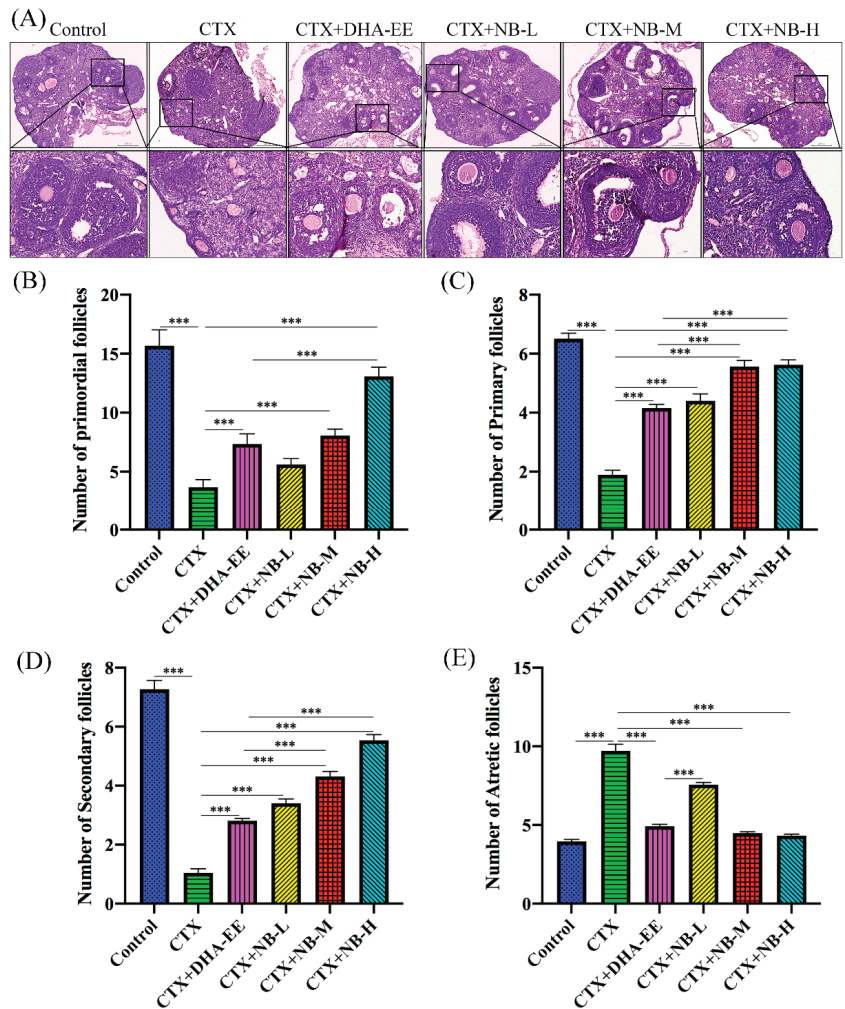 (A)
Control CTX CTX+DHA-EE CTX+NB-L CTX+NB-M CTX+NB-H
(B)
Number of primordial follicles
20
15
10
5
0
***
***
***
***
***
Control
CTX
CTX+DHA-EE
CTX+NB-L
CTX+NB-M
CTX+NB-H
(C)
Number of Primary follicles
8
6
4
2
0
***
***
***
***
***
***
***
Control
CTX
CTX+DHA-EE
CTX+NB-L
CTX+NB-M
CTX+NB-H
(D)
Number of Secondary follicles
8
6
4
2
0
***
***
***
***
***
***
***
Control
CTX
CTX+DHA-EE
CTX+NB-L
CTX+NB-M
CTX+NB-H
(E)
Number of Atretic follicles
15
10
5
0
***
***
***
***
***
Control
CTX
CTX+DHA-EE
CTX+NB-L
CTX+NB-M
CTX+NB-H